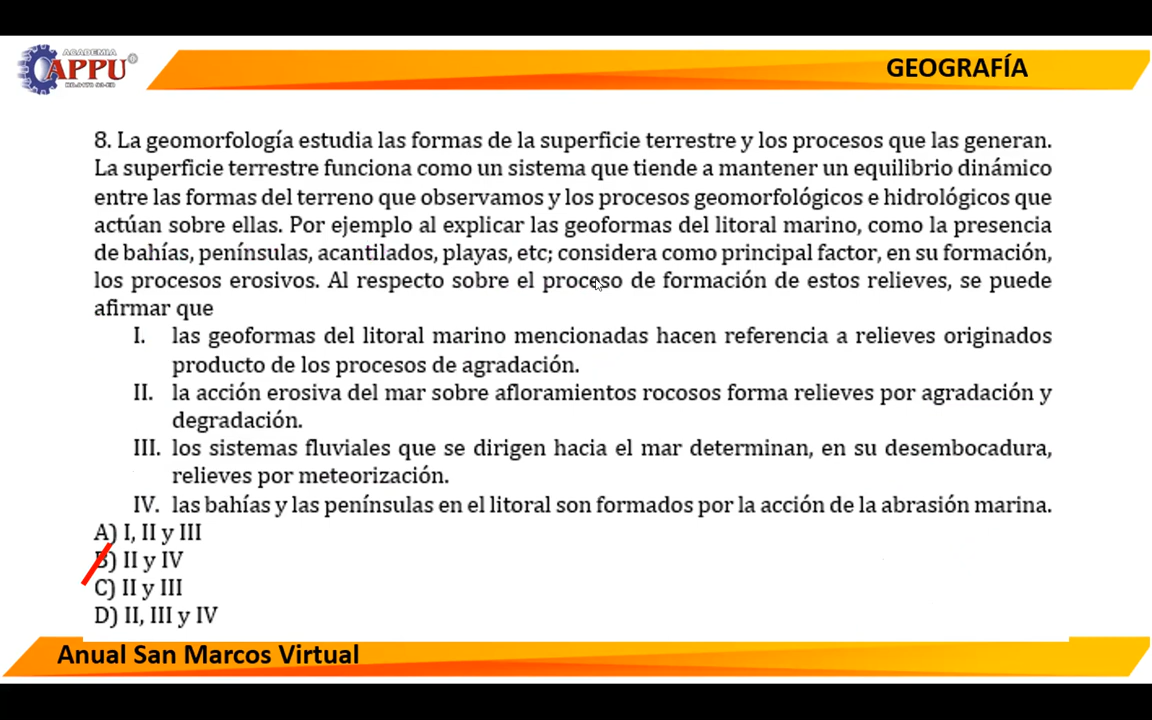 ACADEMIA
APPU
GEOGRAFÍA
8. La geomorfología estudia las formas de la superficie terrestre y los procesos que las generan.
La superficie terrestre funciona como un sistema que tiende a mantener un equilibrio dinámico
entre las formas del terreno que observamos y los procesos geomorfológicos e hidrológicos que
actúan sobre ellas. Por ejemplo al explicar las geoformas del litoral marino, como la presencia
de bahías, penínsulas, acantilados, playas, etc; considera como principal factor, en su formación,
los procesos erosivos. Al respecto sobre el proceso de formación de estos relieves, se puede
afirmar que
I. las geoformas del litoral marino mencionadas hacen referencia a relieves originados
producto de los procesos de agradación.
II. la acción erosiva del mar sobre afloramientos rocosos forma relieves por agradación y
degradación.
III. los sistemas fluviales que se dirigen hacia el mar determinan, en su desembocadura,
relieves por meteorización.
IV. las bahías y las penínsulas en el litoral son formados por la acción de la abrasión marina.
A) I, II y III
B) II y IV
C) II y III
D) II, III y IV
Anual San Marcos Virtual